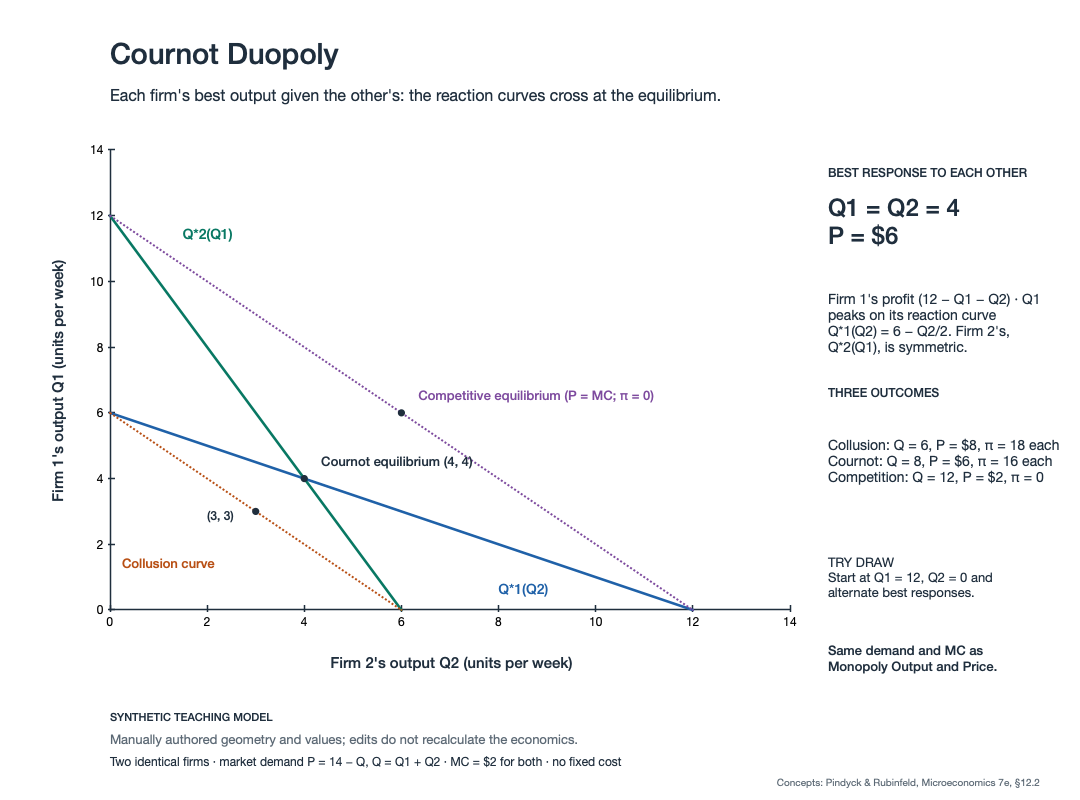 Cournot Duopoly
Each firm's best output given the other's: the reaction curves cross at the equilibrium.
14
12
10
8
6
4
2
0
Firm 1's output Q1 (units per week)
Q*2(Q1)
Competitive equilibrium (P = MC; π = 0)
Cournot equilibrium (4, 4)
(3, 3)
Collusion curve
Q*1(Q2)
0
2
4
6
8
10
12
14
Firm 2's output Q2 (units per week)
BEST RESPONSE TO EACH OTHER
Q1 = Q2 = 4
P = $6
Firm 1's profit (12 − Q1 − Q2) · Q1
peaks on its reaction curve
Q*1(Q2) = 6 − Q2/2. Firm 2's,
Q*2(Q1), is symmetric.
THREE OUTCOMES
Collusion: Q = 6, P = $8, π = 18 each
Cournot: Q = 8, P = $6, π = 16 each
Competition: Q = 12, P = $2, π = 0
TRY DRAW
Start at Q1 = 12, Q2 = 0 and
alternate best responses.
Same demand and MC as
Monopoly Output and Price.
SYNTHETIC TEACHING MODEL
Manually authored geometry and values; edits do not recalculate the economics.
Two identical firms · market demand P = 14 − Q, Q = Q1 + Q2 · MC = $2 for both · no fixed cost
Concepts: Pindyck & Rubinfeld, Microeconomics 7e, §12.2